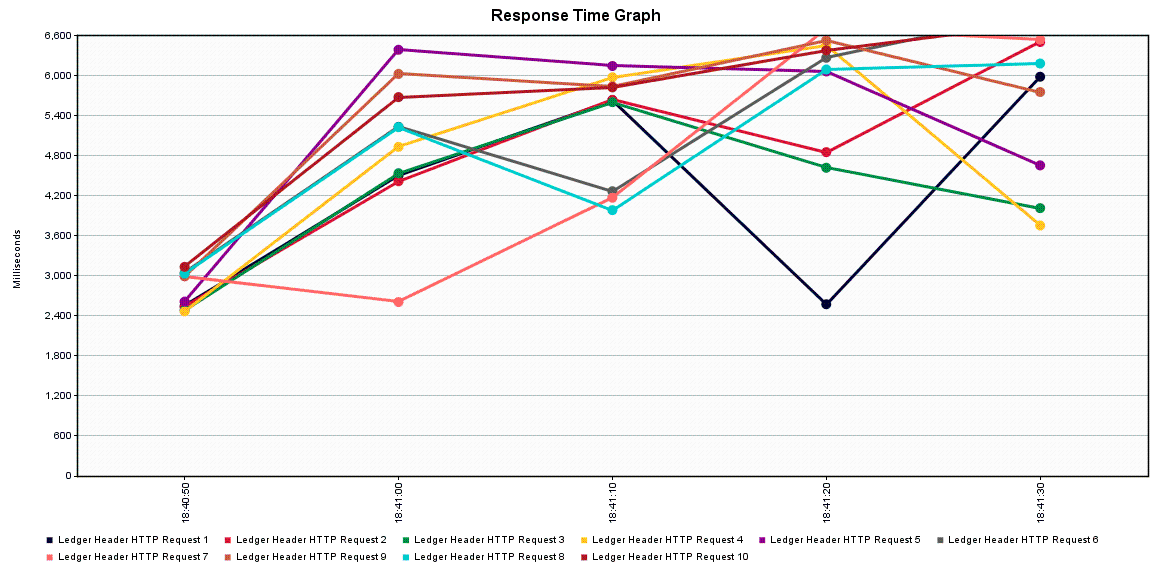 Response Time Graph
6,600
6,000
5,400
4,800
4,200
3,600
3,000
2,400
1,800
1,200
600
0
Milliseconds
18:40:50
18:41:00
18:41:10
18:41:20
18:41:30
Ledger Header HTTP Request 1
Ledger Header HTTP Request 2
Ledger Header HTTP Request 3
Ledger Header HTTP Request 4
Ledger Header HTTP Request 5
Ledger Header HTTP Request 6
Ledger Header HTTP Request 7
Ledger Header HTTP Request 9
Ledger Header HTTP Request 8
Ledger Header HTTP Request 10